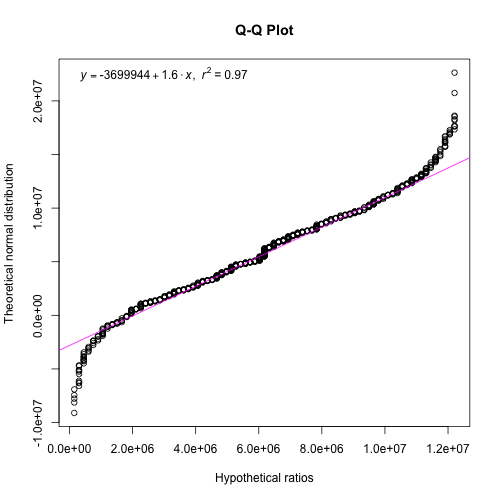 Q-Q Plot
y = -3699944 + 1.6 · x,  r² = 0.97
Theoretical normal distribution
2.0e+07
1.0e+07
0.0e+00
-1.0e+07
0.0e+00 2.0e+06 4.0e+06 6.0e+06 8.0e+06 1.0e+07 1.2e+07
Hypothetical ratios